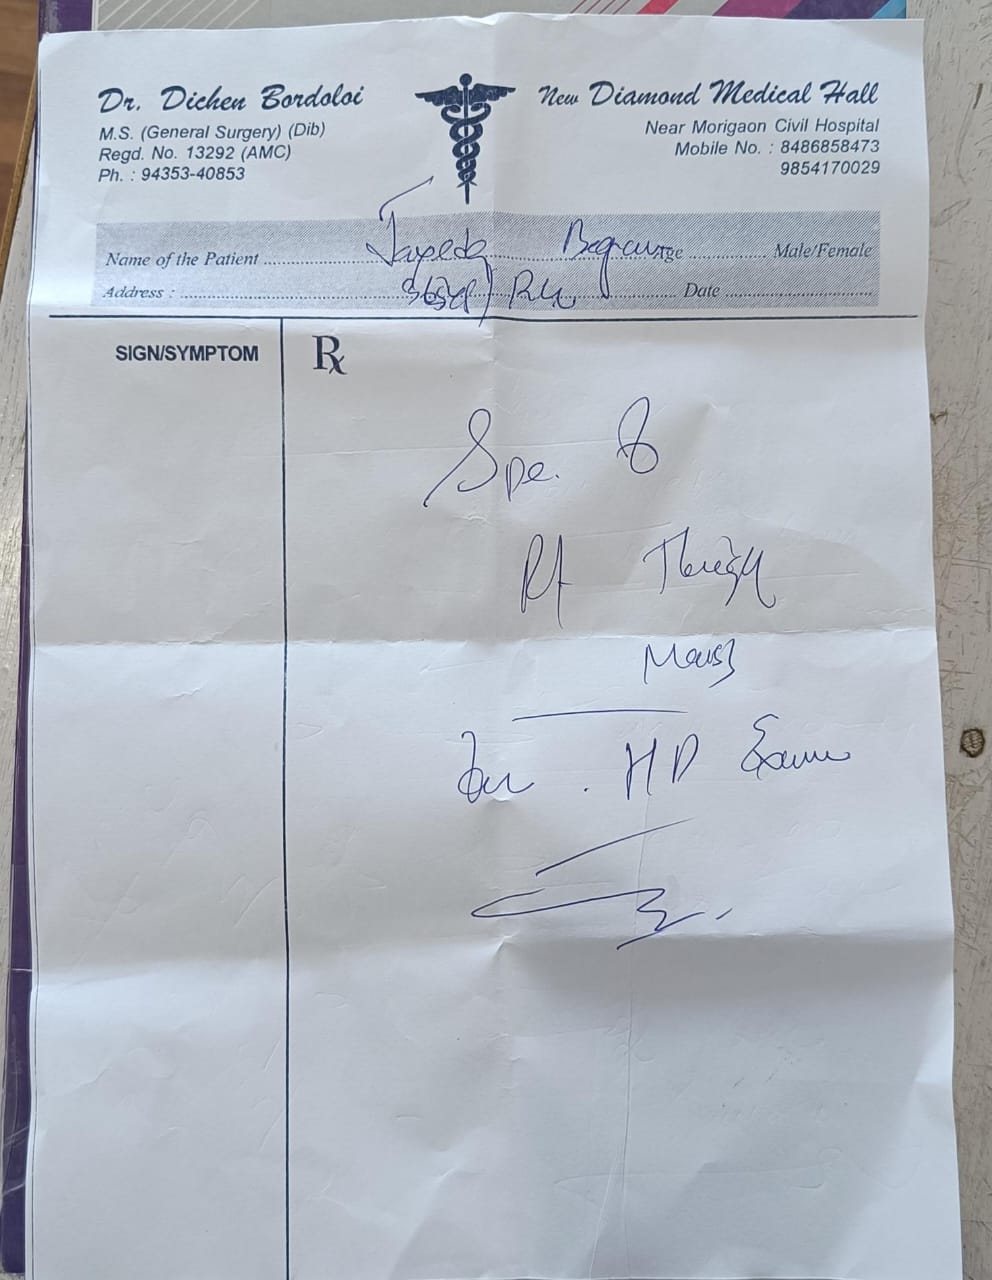 Dr. Dichen Bordoloi
M.S. (General Surgery) (Dib)
Regd. No. 13292 (AMC)
Ph. : 94353-40853
New Diamond Medical Hall
Near Morigaon Civil Hospital
Mobile No. : 8486858473
9854170029
Name of the Patient Begum Age Male/Female
Address : Date
SIGN/SYMPTOM
Rx
Spe.
Rt Thigh
for HP Exam